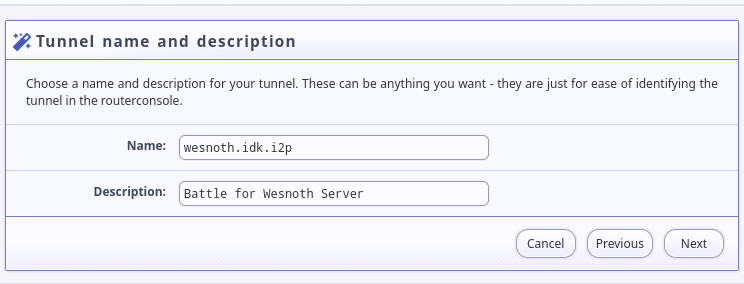 Tunnel name and description
Choose a name and description for your tunnel. These can be anything you want - they are just for ease of identifying the
tunnel in the routerconsole.
Name: wesnoth.idk.i2p
Description: Battle for Wesnoth Server
Cancel Previous Next